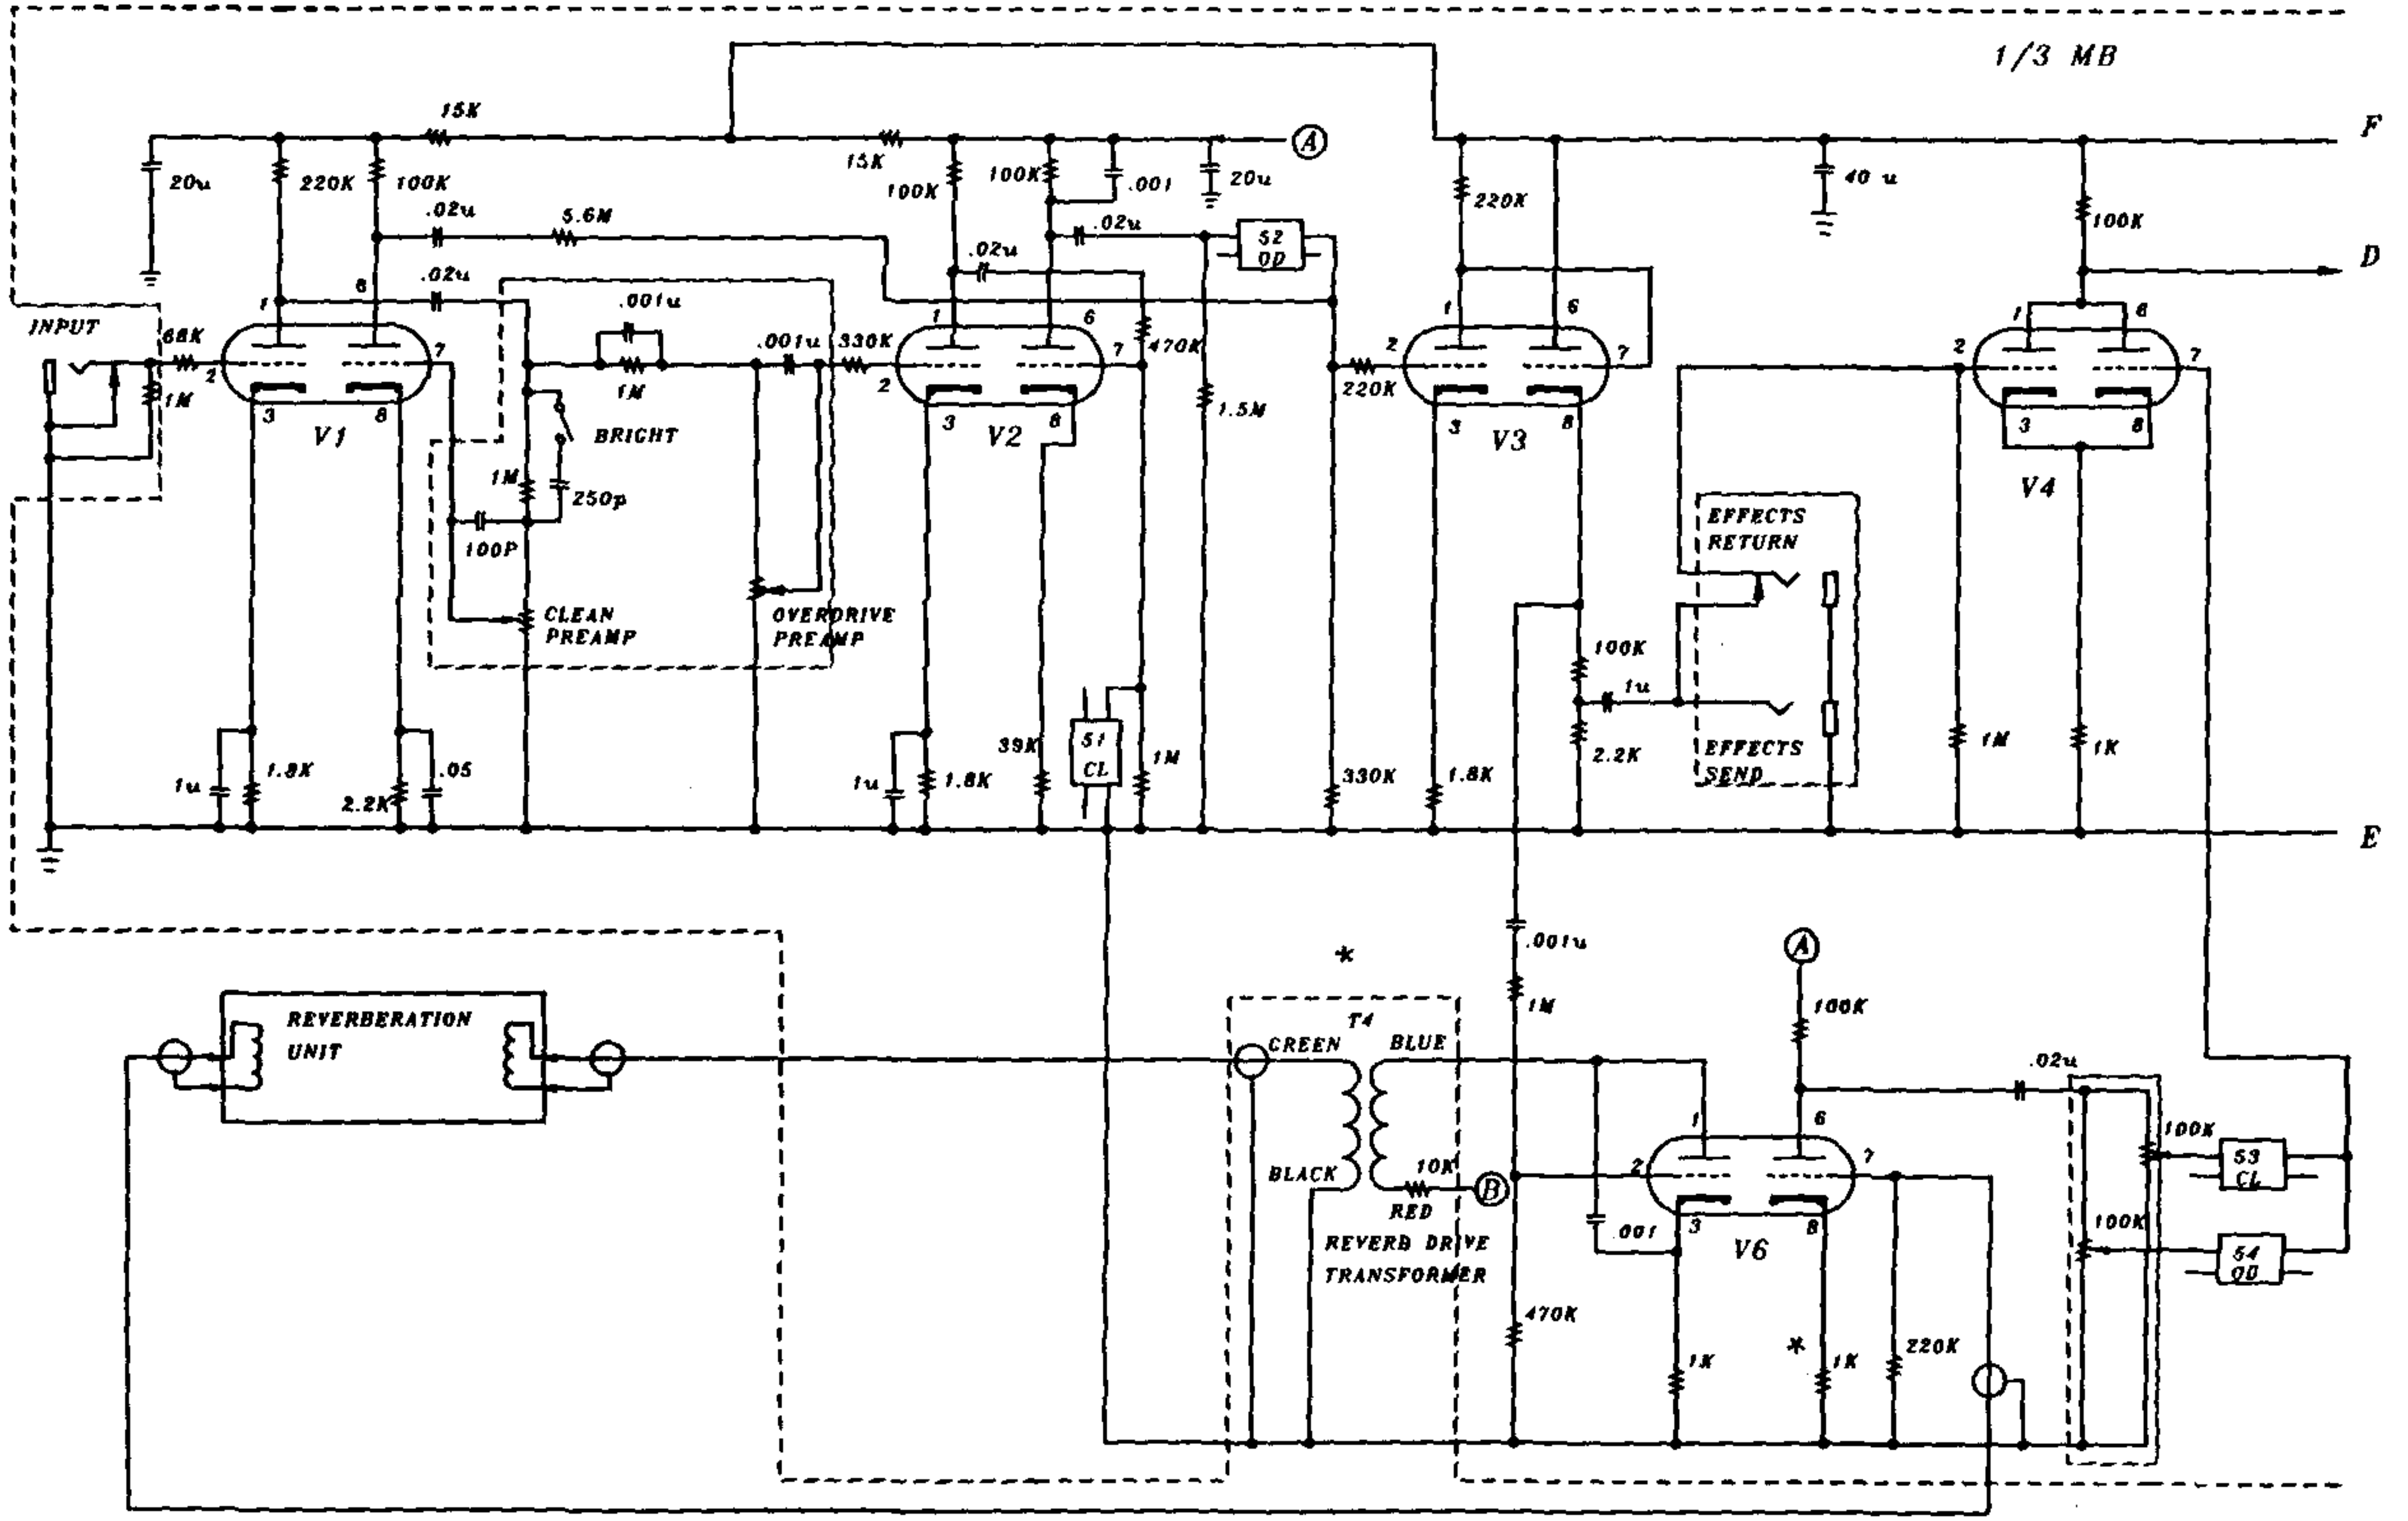 1/3 MB
15K
F
15K
20u
220K
100K
100K
100K
.001
20u
220K
40 u
100K
.02u
5.6M
.02u
S2
OD
.02u
.02u
D
INPUT
68K
1
6
.001u
.001u
330K
1
6
470K
1
6
1
6
2
7
1M
1M
2
7
220K
2
7
2
7
3
8
V1
BRIGHT
3
8
V2
1.5M
3
8
V3
3
8
V4
1M
250p
100P
EFFECTS
RETURN
CLEAN
PREAMP
OVERDRIVE
PREAMP
100K
1u
1u
1.8K
2.2K
.05
1u
1.8K
39K
S1
CL
1M
330K
1.8K
2.2K
EFFECTS
SEND
1M
1K
E
*
.001u
A
A
REVERBERATION
UNIT
T4
1M
100K
GREEN
BLUE
.02u
1
6
BLACK
10K
B
2
7
100K
S3
CL
RED
3
8
100K
REVERB DRIVE
TRANSFORMER
.001
V6
S4
OD
470K
1K
*
1K
220K